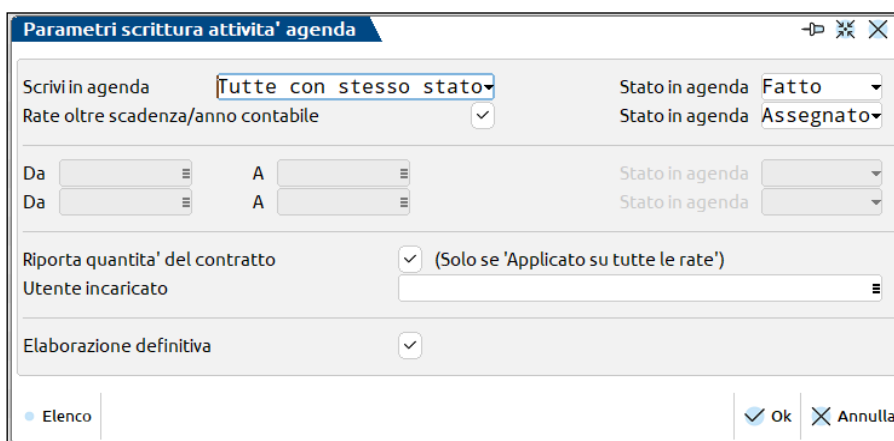 Parametri scrittura attivita' agenda
Scrivi in agenda Tutte con stesso stato Stato in agenda Fatto
Rate oltre scadenza/anno contabile Stato in agenda Assegnato
Da A Stato in agenda
Da A Stato in agenda
Riporta quantita' del contratto (Solo se 'Applicato su tutte le rate')
Utente incaricato
Elaborazione definitiva
Elenco Ok Annulla